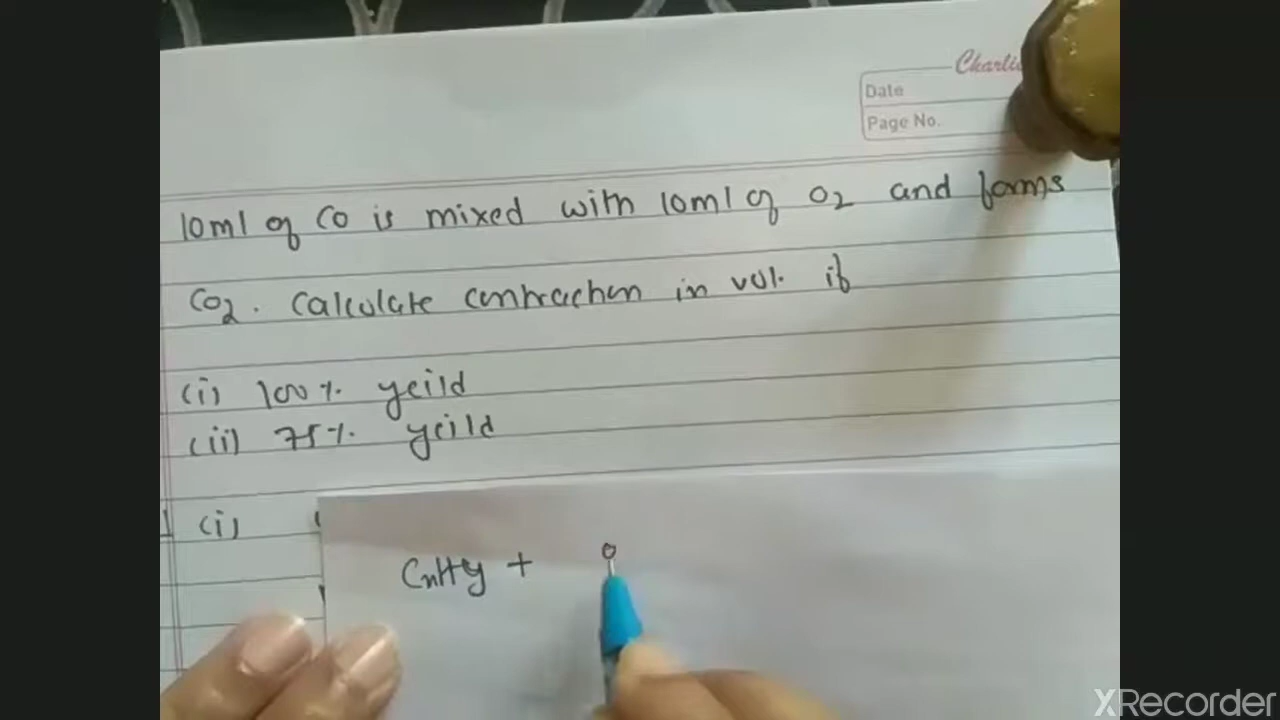 Charli
Date
Page No.
10ml of CO is mixed with 10ml of O2 and forms
CO2. Calculate contraction in vol. if
(i) 100% yeild
(ii) 75% yeild
(i)
CnHy + O
XRecorder